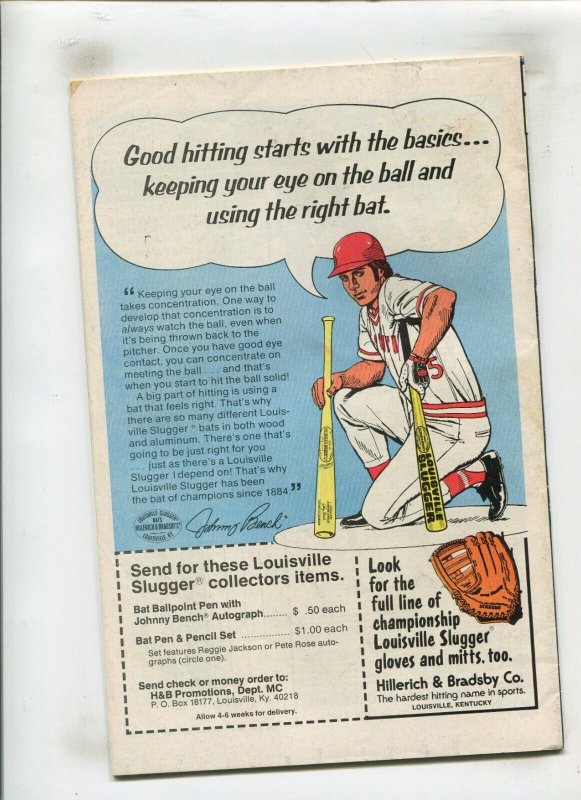 Good hitting starts with the basics...
keeping your eye on the ball and
using the right bat.
“ Keeping your eye on the ball
takes concentration. One way to
develop that concentration is to
always watch the ball, even when
it's being thrown back to the
pitcher. Once you have good eye
contact, you can concentrate on
meeting the ball . . . and that's
when you start to hit the ball solid!
A big part of hitting is using a
bat that feels right. That's why
there are so many different Louis-
ville Slugger® bats in both wood
and aluminum. There's one that's
going to be just right for you
. . . just as there's a Louisville
Slugger I depend on! That's why
Louisville Slugger has been
the bat of champions since 1884.”
LOUISVILLE SLUGGER
BATS
HILLERICH & BRADSBY Co
LOUISVILLE, KY.
Johnny Bench
5
LOUISVILLE
SLUGGER
Send for these Louisville
Slugger® collectors items.
Bat Ballpoint Pen with
Johnny Bench® Autograph....... $ .50 each
Bat Pen & Pencil Set ................ $1.00 each
Set features Reggie Jackson or Pete Rose auto-
graphs (circle one).
Send check or money order to:
H&B Promotions, Dept. MC
P. O. Box 18177, Louisville, Ky. 40218
Allow 4-6 weeks for delivery.
Look
for the
full line of
championship
Louisville Slugger®
gloves and mitts, too.
Hillerich & Bradsby Co.
The hardest hitting name in sports.
LOUISVILLE, KENTUCKY